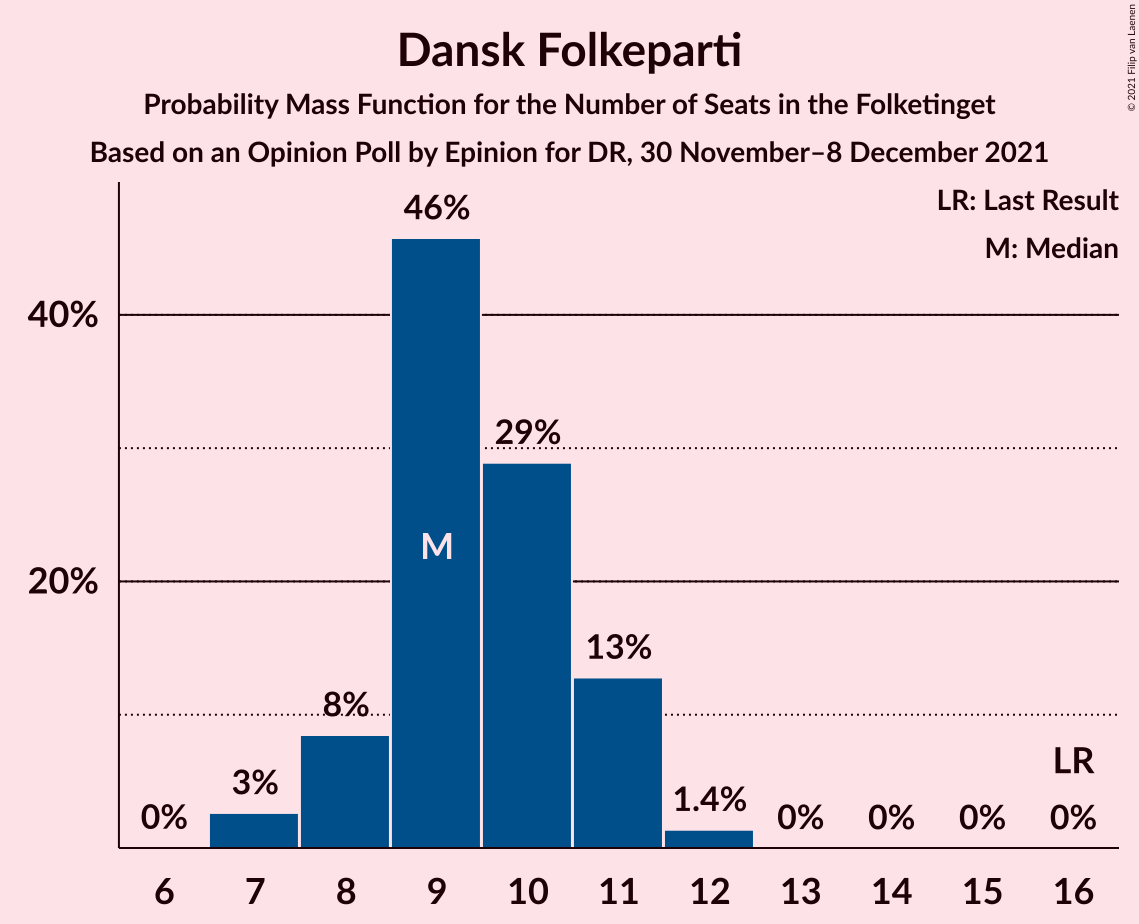 Dansk Folkeparti
Probability Mass Function for the Number of Seats in the Folketinget
Based on an Opinion Poll by Epinion for DR, 30 November–8 December 2021
© 2021 Filip van Laenen
LR: Last Result
M: Median
46%
40%
29%
M
20%
13%
8%
LR
3%
1.4%
0%
0%
0%
0%
0%
6 7 8 9 10 11 12 13 14 15 16